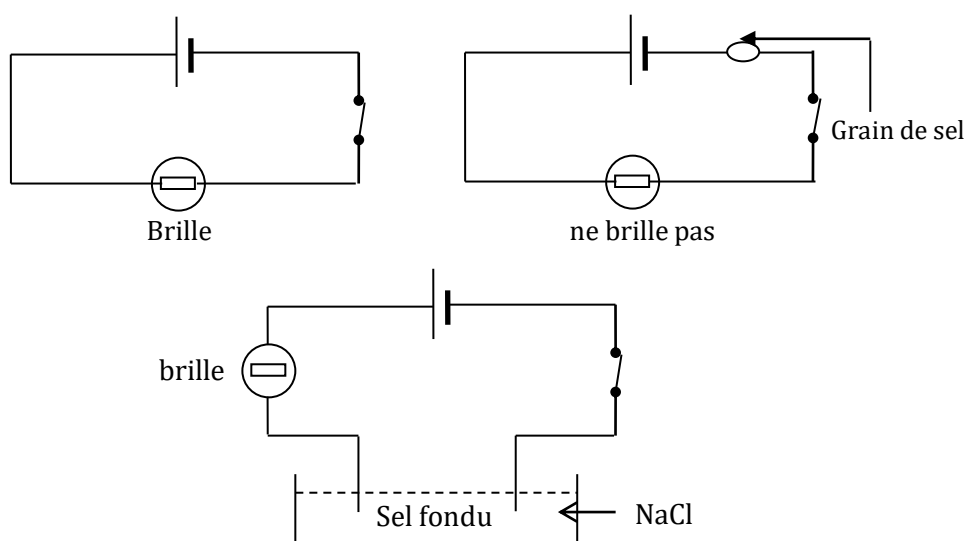 Grain de sel
Brille
ne brille pas
brille
Sel fondu
NaCl